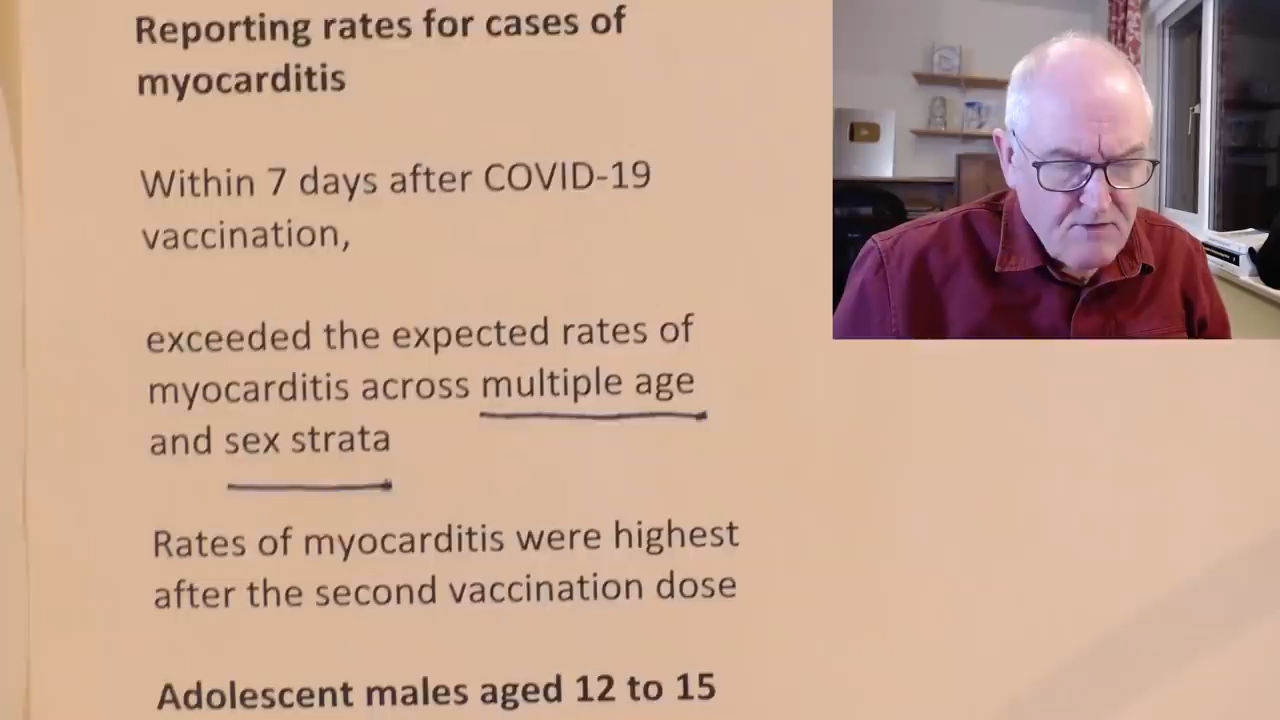 Reporting rates for cases of
myocarditis
Within 7 days after COVID-19
vaccination,
exceeded the expected rates of
myocarditis across multiple age
and sex strata
Rates of myocarditis were highest
after the second vaccination dose
Adolescent males aged 12 to 15